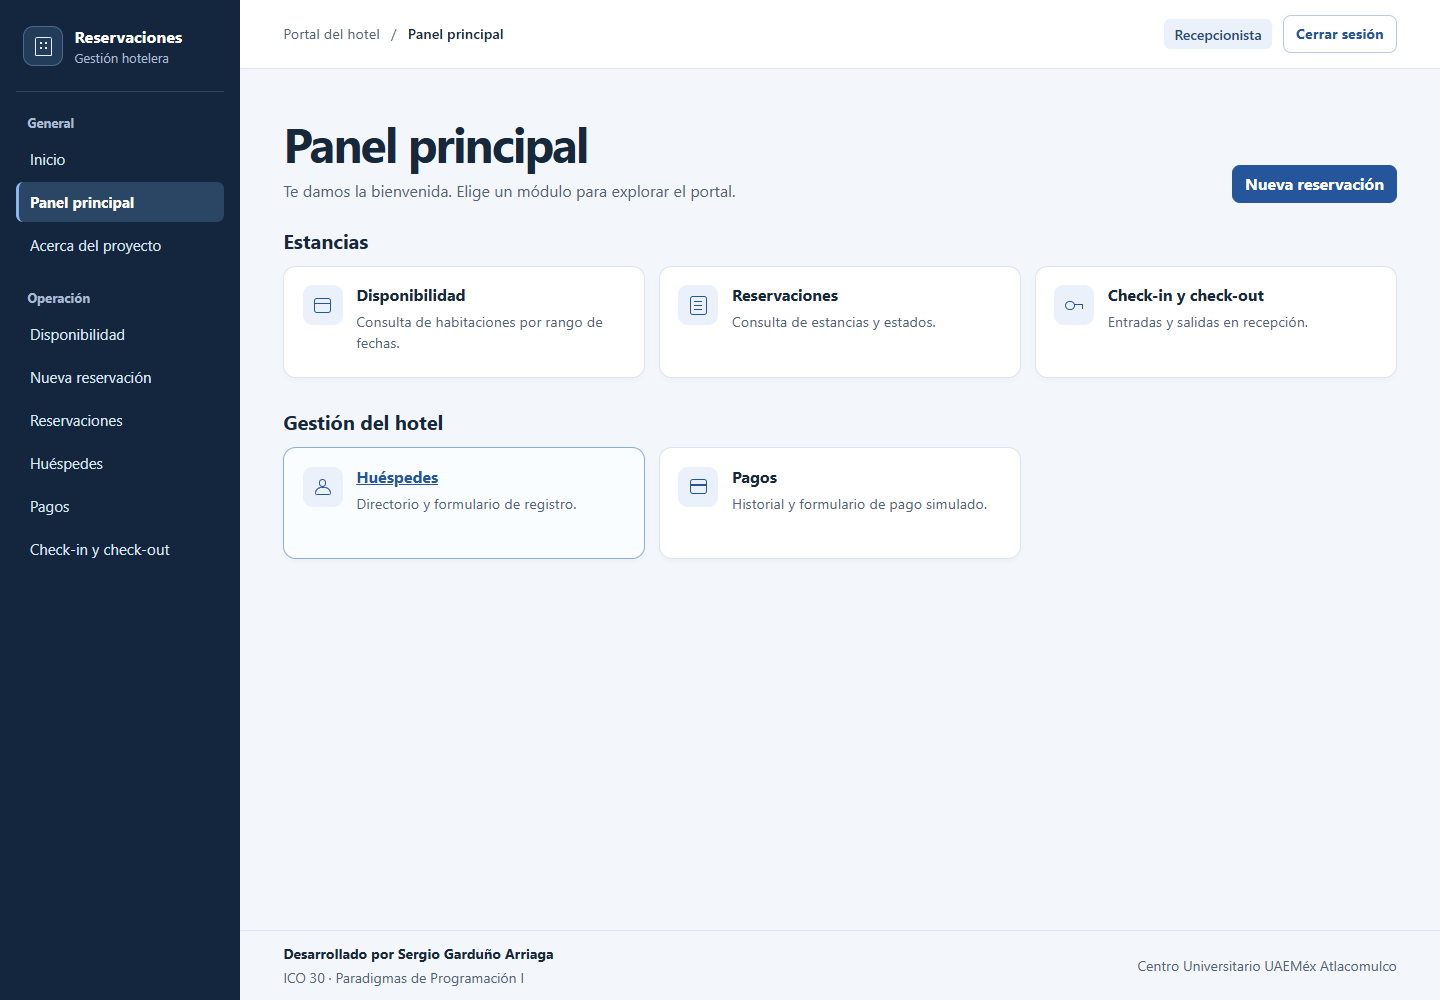 Reservaciones
Gestión hotelera
General
Inicio
Panel principal
Acerca del proyecto
Operación
Disponibilidad
Nueva reservación
Reservaciones
Huéspedes
Pagos
Check-in y check-out
Portal del hotel / Panel principal
Recepcionista
Cerrar sesión
Panel principal
Te damos la bienvenida. Elige un módulo para explorar el portal.
Nueva reservación
Estancias
Disponibilidad
Consulta de habitaciones por rango de
fechas.
Reservaciones
Consulta de estancias y estados.
Check-in y check-out
Entradas y salidas en recepción.
Gestión del hotel
Huéspedes
Directorio y formulario de registro.
Pagos
Historial y formulario de pago simulado.
Desarrollado por Sergio Garduño Arriaga
ICO 30 · Paradigmas de Programación I
Centro Universitario UAEMéx Atlacomulco